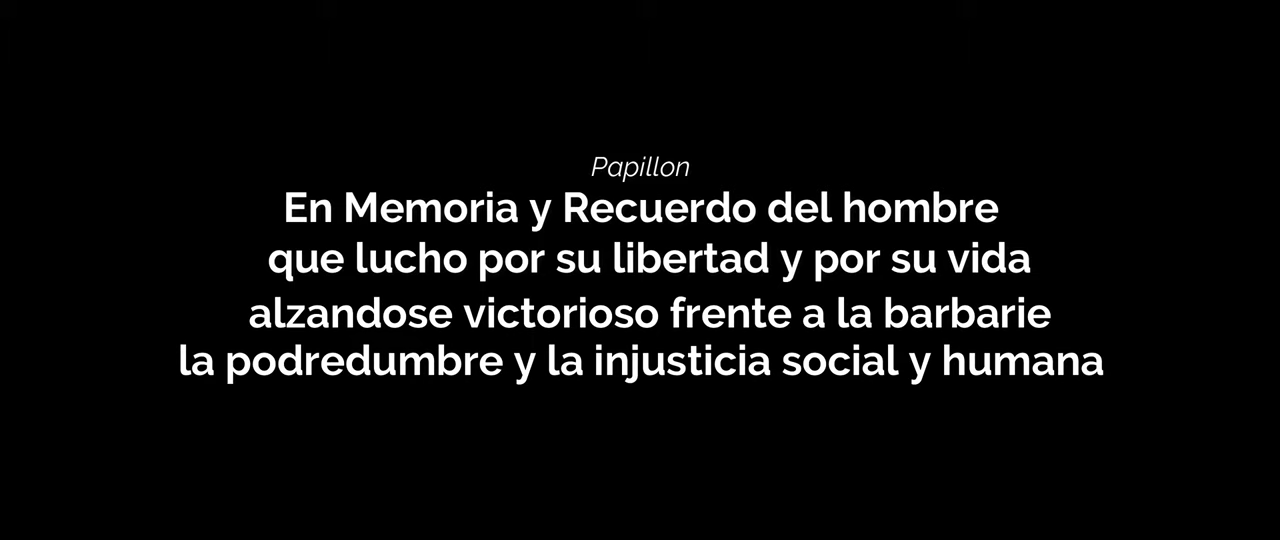 Papillon
En Memoria y Recuerdo del hombre
que lucho por su libertad y por su vida
alzandose victorioso frente a la barbarie
la podredumbre y la injusticia social y humana